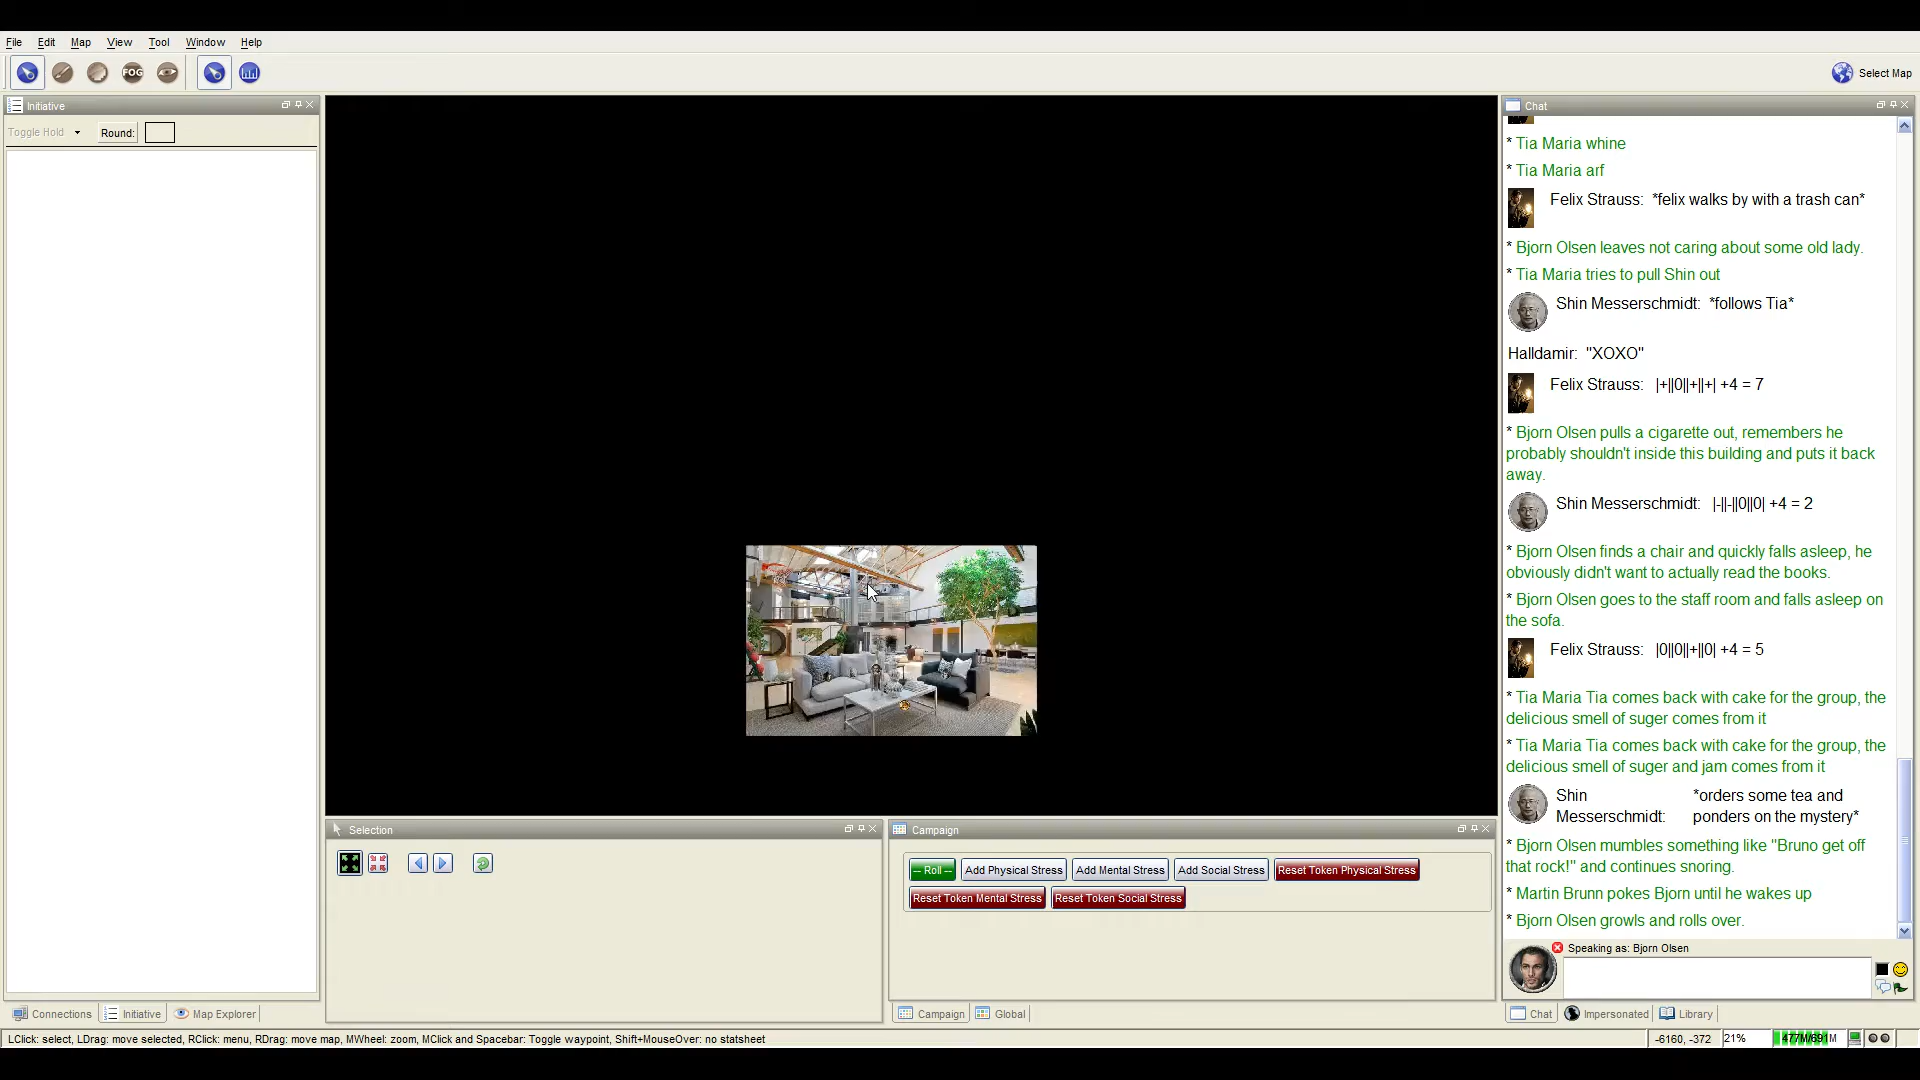 File Edit Map View Tool Window Help
FOG
Select Map
Initiative
Toggle Hold Round:
Chat
* Tia Maria whine
* Tia Maria arf
Felix Strauss: *felix walks by with a trash can*
* Bjorn Olsen leaves not caring about some old lady.
* Tia Maria tries to pull Shin out
Shin Messerschmidt: *follows Tia*
Halldamir: "XOXO"
Felix Strauss: |+||0||+||+| +4 = 7
* Bjorn Olsen pulls a cigarette out, remembers he
probably shouldn't inside this building and puts it back
away.
Shin Messerschmidt: |-||-||0||0| +4 = 2
* Bjorn Olsen finds a chair and quickly falls asleep, he
obviously didn't want to actually read the books.
* Bjorn Olsen goes to the staff room and falls asleep on
the sofa.
Felix Strauss: |0||0||+||0| +4 = 5
* Tia Maria Tia comes back with cake for the group, the
delicious smell of suger comes from it
* Tia Maria Tia comes back with cake for the group, the
delicious smell of suger and jam comes from it
Shin *orders some tea and
Messerschmidt: ponders on the mystery*
* Bjorn Olsen mumbles something like "Bruno get off
that rock!" and continues snoring.
* Martin Brunn pokes Bjorn until he wakes up
* Bjorn Olsen growls and rolls over.
Speaking as: Bjorn Olsen
Selection
Campaign
-- Roll -- Add Physical Stress Add Mental Stress Add Social Stress Reset Token Physical Stress
Reset Token Mental Stress Reset Token Social Stress
Connections Initiative Map Explorer
Campaign Global
Chat Impersonated Library
LClick: select, LDrag: move selected, RClick: menu, RDrag: move map, MWheel: zoom, MClick and Spacebar: Toggle waypoint, Shift+MouseOver: no statsheet
-6160, -372 21% 477M/691M